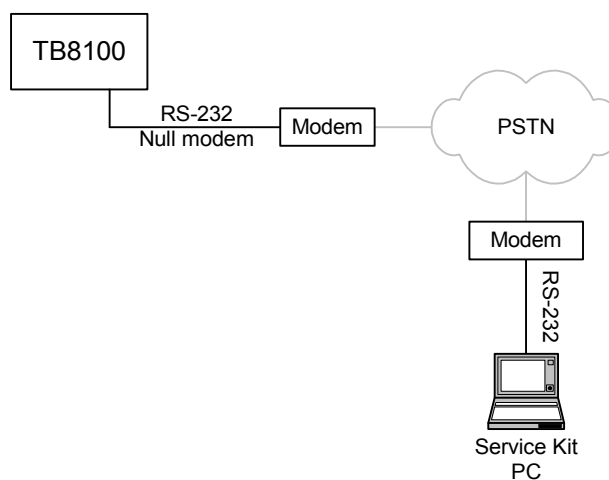 TB8100
RS-232
Null modem
Modem
PSTN
Modem
RS-232
Service Kit
PC